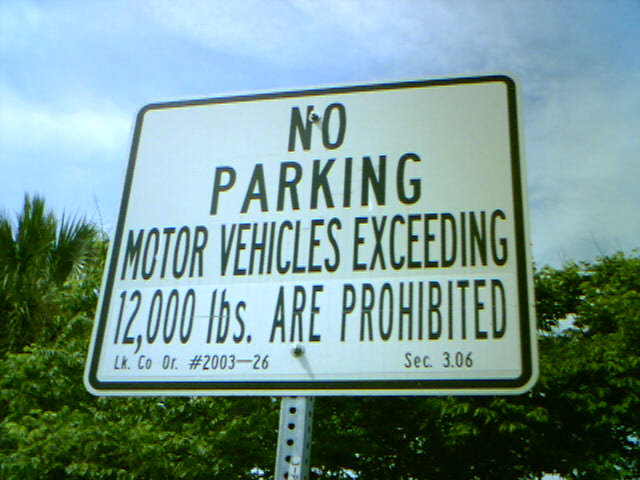 NO
PARKING
MOTOR VEHICLES EXCEEDING
12,000 lbs. ARE PROHIBITED
Lk. Co Or. #2003-26 Sec. 3.06